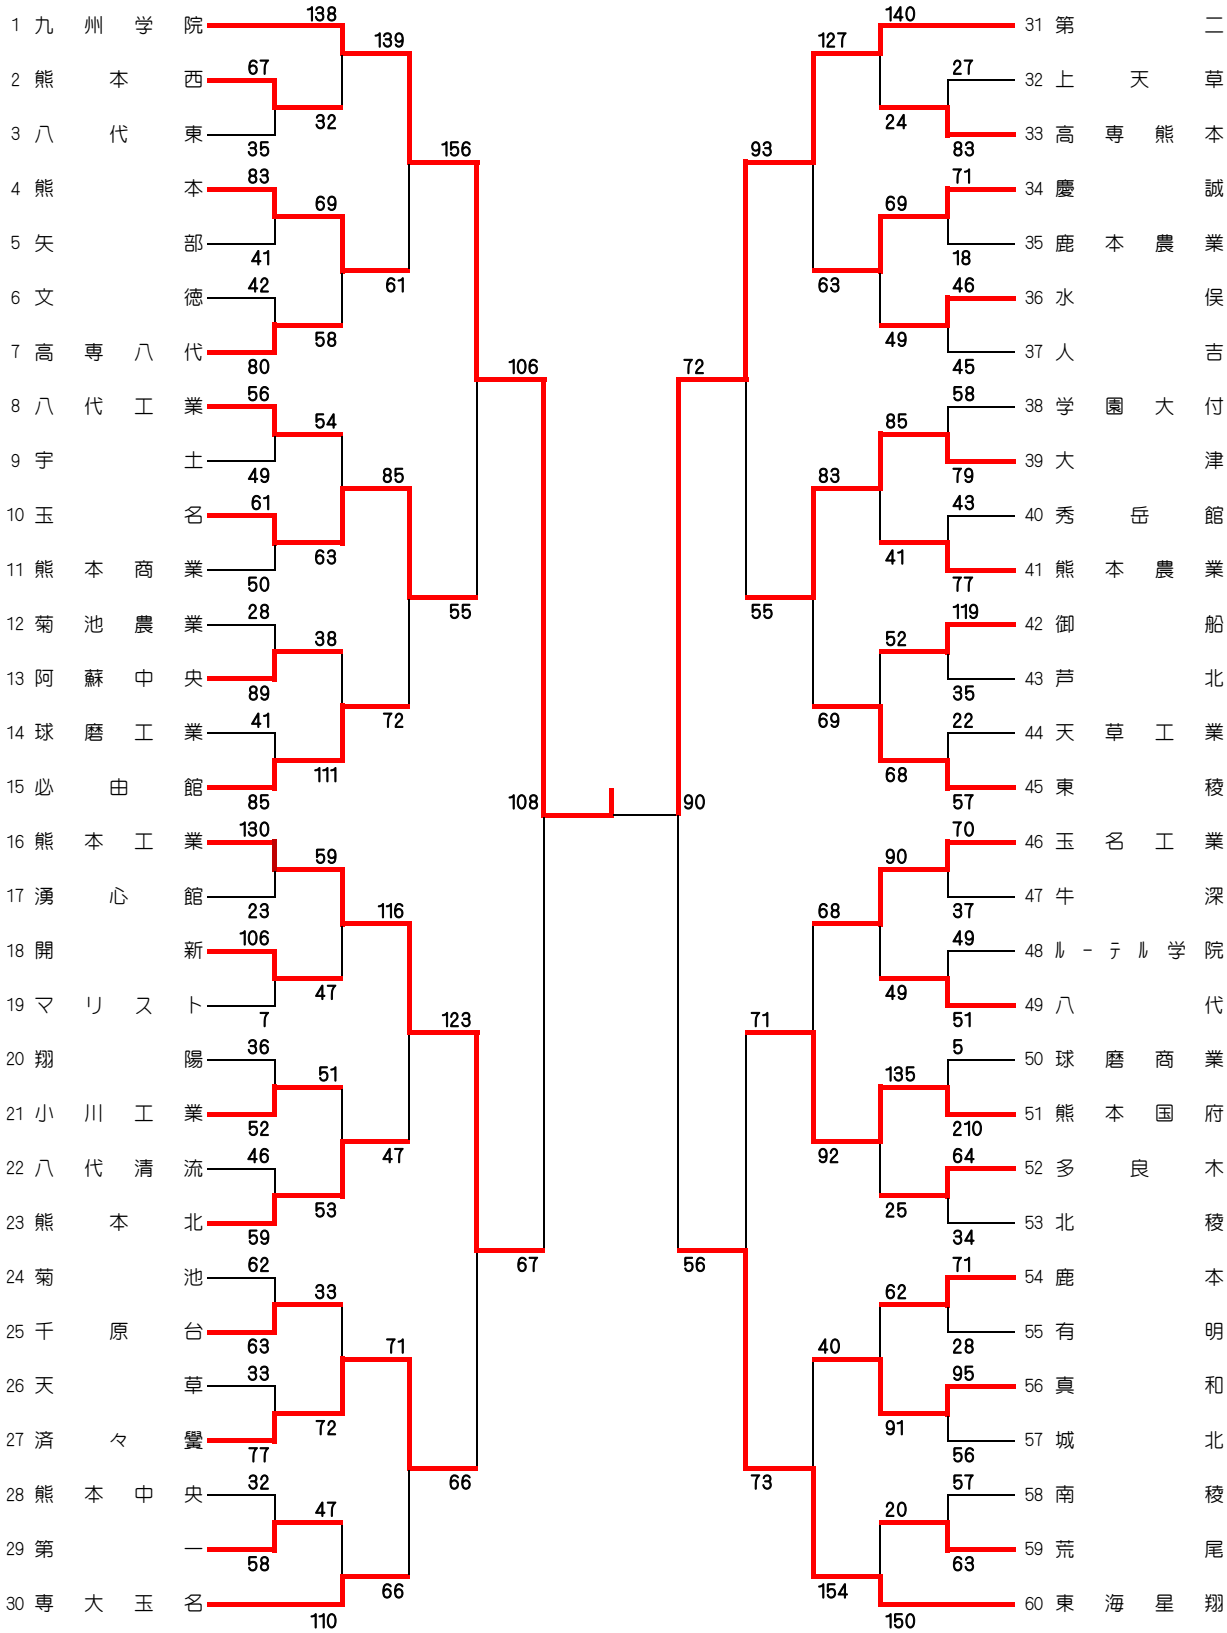 138
140
1 九州学院
31 第二
139
127
67
27
2 熊本西
32 上天草
32
24
3 八代東
33 高専熊本
35
83
156
93
83
71
4 熊本
34 慶誠
69
69
5 矢部
35 鹿本農業
41
18
61
63
42
46
6 文徳
36 水俣
58
49
7 高専八代
37 人吉
80
45
106
72
56
58
8 八代工業
38 学園大付
54
85
9 宇土
39 大津
49
79
85
83
61
43
10 玉名
40 秀岳館
63
41
11 熊本商業
41 熊本農業
50
77
28
55
55
119
12 菊池農業
42 御船
38
52
13 阿蘇中央
43 芦北
89
35
41
72
69
22
14 球磨工業
44 天草工業
111
68
15 必由館
45 東稜
85
57
108
90
130
70
16 熊本工業
46 玉名工業
59
90
17 湧心館
47 牛深
23
37
116
68
106
49
18 開新
48 ルーテル学院
47
49
19 マリスト
49 八代
7
51
123
71
36
5
20 翔陽
50 球磨商業
51
135
21 小川工業
51 熊本国府
52
210
46
47
92
64
22 八代清流
52 多良木
53
25
23 熊本北
53 北稜
59
34
67
56
62
71
24 菊池
54 鹿本
33
62
25 千原台
55 有明
63
28
71
40
33
95
26 天草
56 真和
72
91
27 済々黌
57 城北
77
56
32
66
73
57
28 熊本中央
58 南稜
47
20
29 第一
59 荒尾
58
63
66
154
30 専大玉名
60 東海星翔
110
150